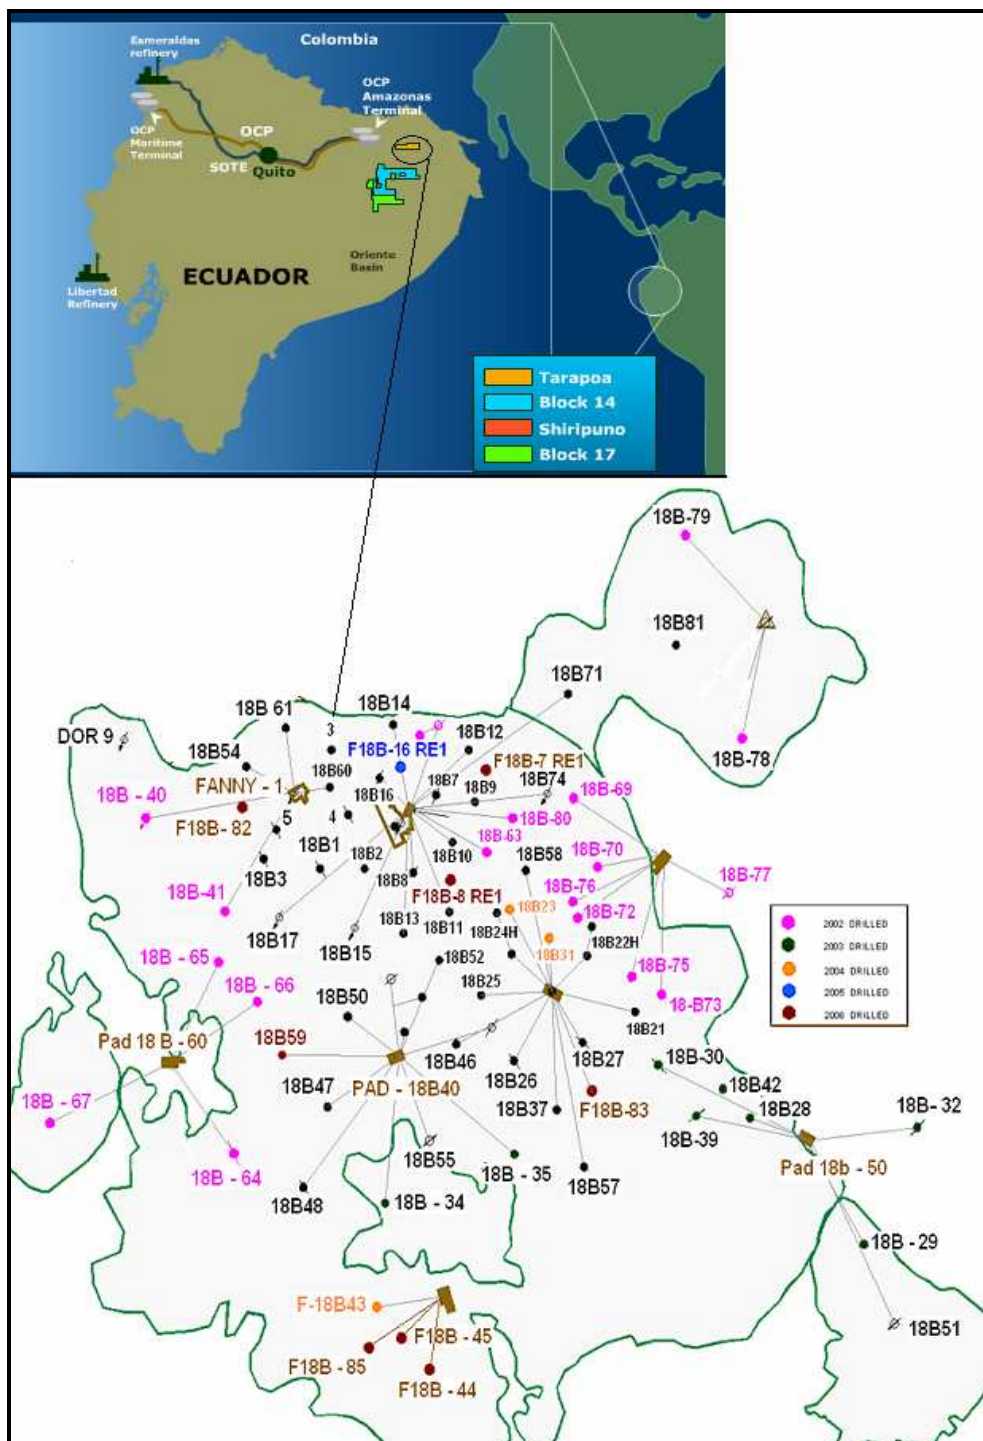 Esmeraldas
refinery
Colombia
OCP
Amazonas
Terminal
OCP
Maritime
Terminal
OCP
SOTE
Quito
Oriente
Basin
ECUADOR
Libertad
Refinery
Tarapoa
Block 14
Shiripuno
Block 17
18B-79
18B81
18B71
18B-78
18B 61
18B14
3
DOR 9
18B54
18B12
F18B-16 RE1
F18B-7 RE1
18B60
FANNY - 1
18B7
18B9
18B74
18B-69
18B - 40
18B16
F18B- 82
5
4
18B-80
18B-63
18B1
18B2
18B10
18B58
18B-70
18B-77
18B3
18B8
F18B-8 RE1
18B-76
18B-41
18B23
18B-72
18B17
18B15
18B13
18B11
18B24H
18B22H
18B31
18B - 65
18B52
18B-75
18B - 66
18B50
18B25
18-B73
18B21
Pad 18 B - 60
18B59
18B46
18B27
18B-30
18B26
18B47
PAD - 18B40
18B42
18B - 67
18B37
F18B-83
18B28
18B - 32
18B-39
18B - 64
18B55
18B - 35
18B57
Pad 18b - 50
18B48
18B - 34
18B - 29
F-18B43
18B51
F18B - 45
F18B - 85
F18B - 44
2002 DRILLED
2003 DRILLED
2004 DRILLED
2005 DRILLED
2006 DRILLED